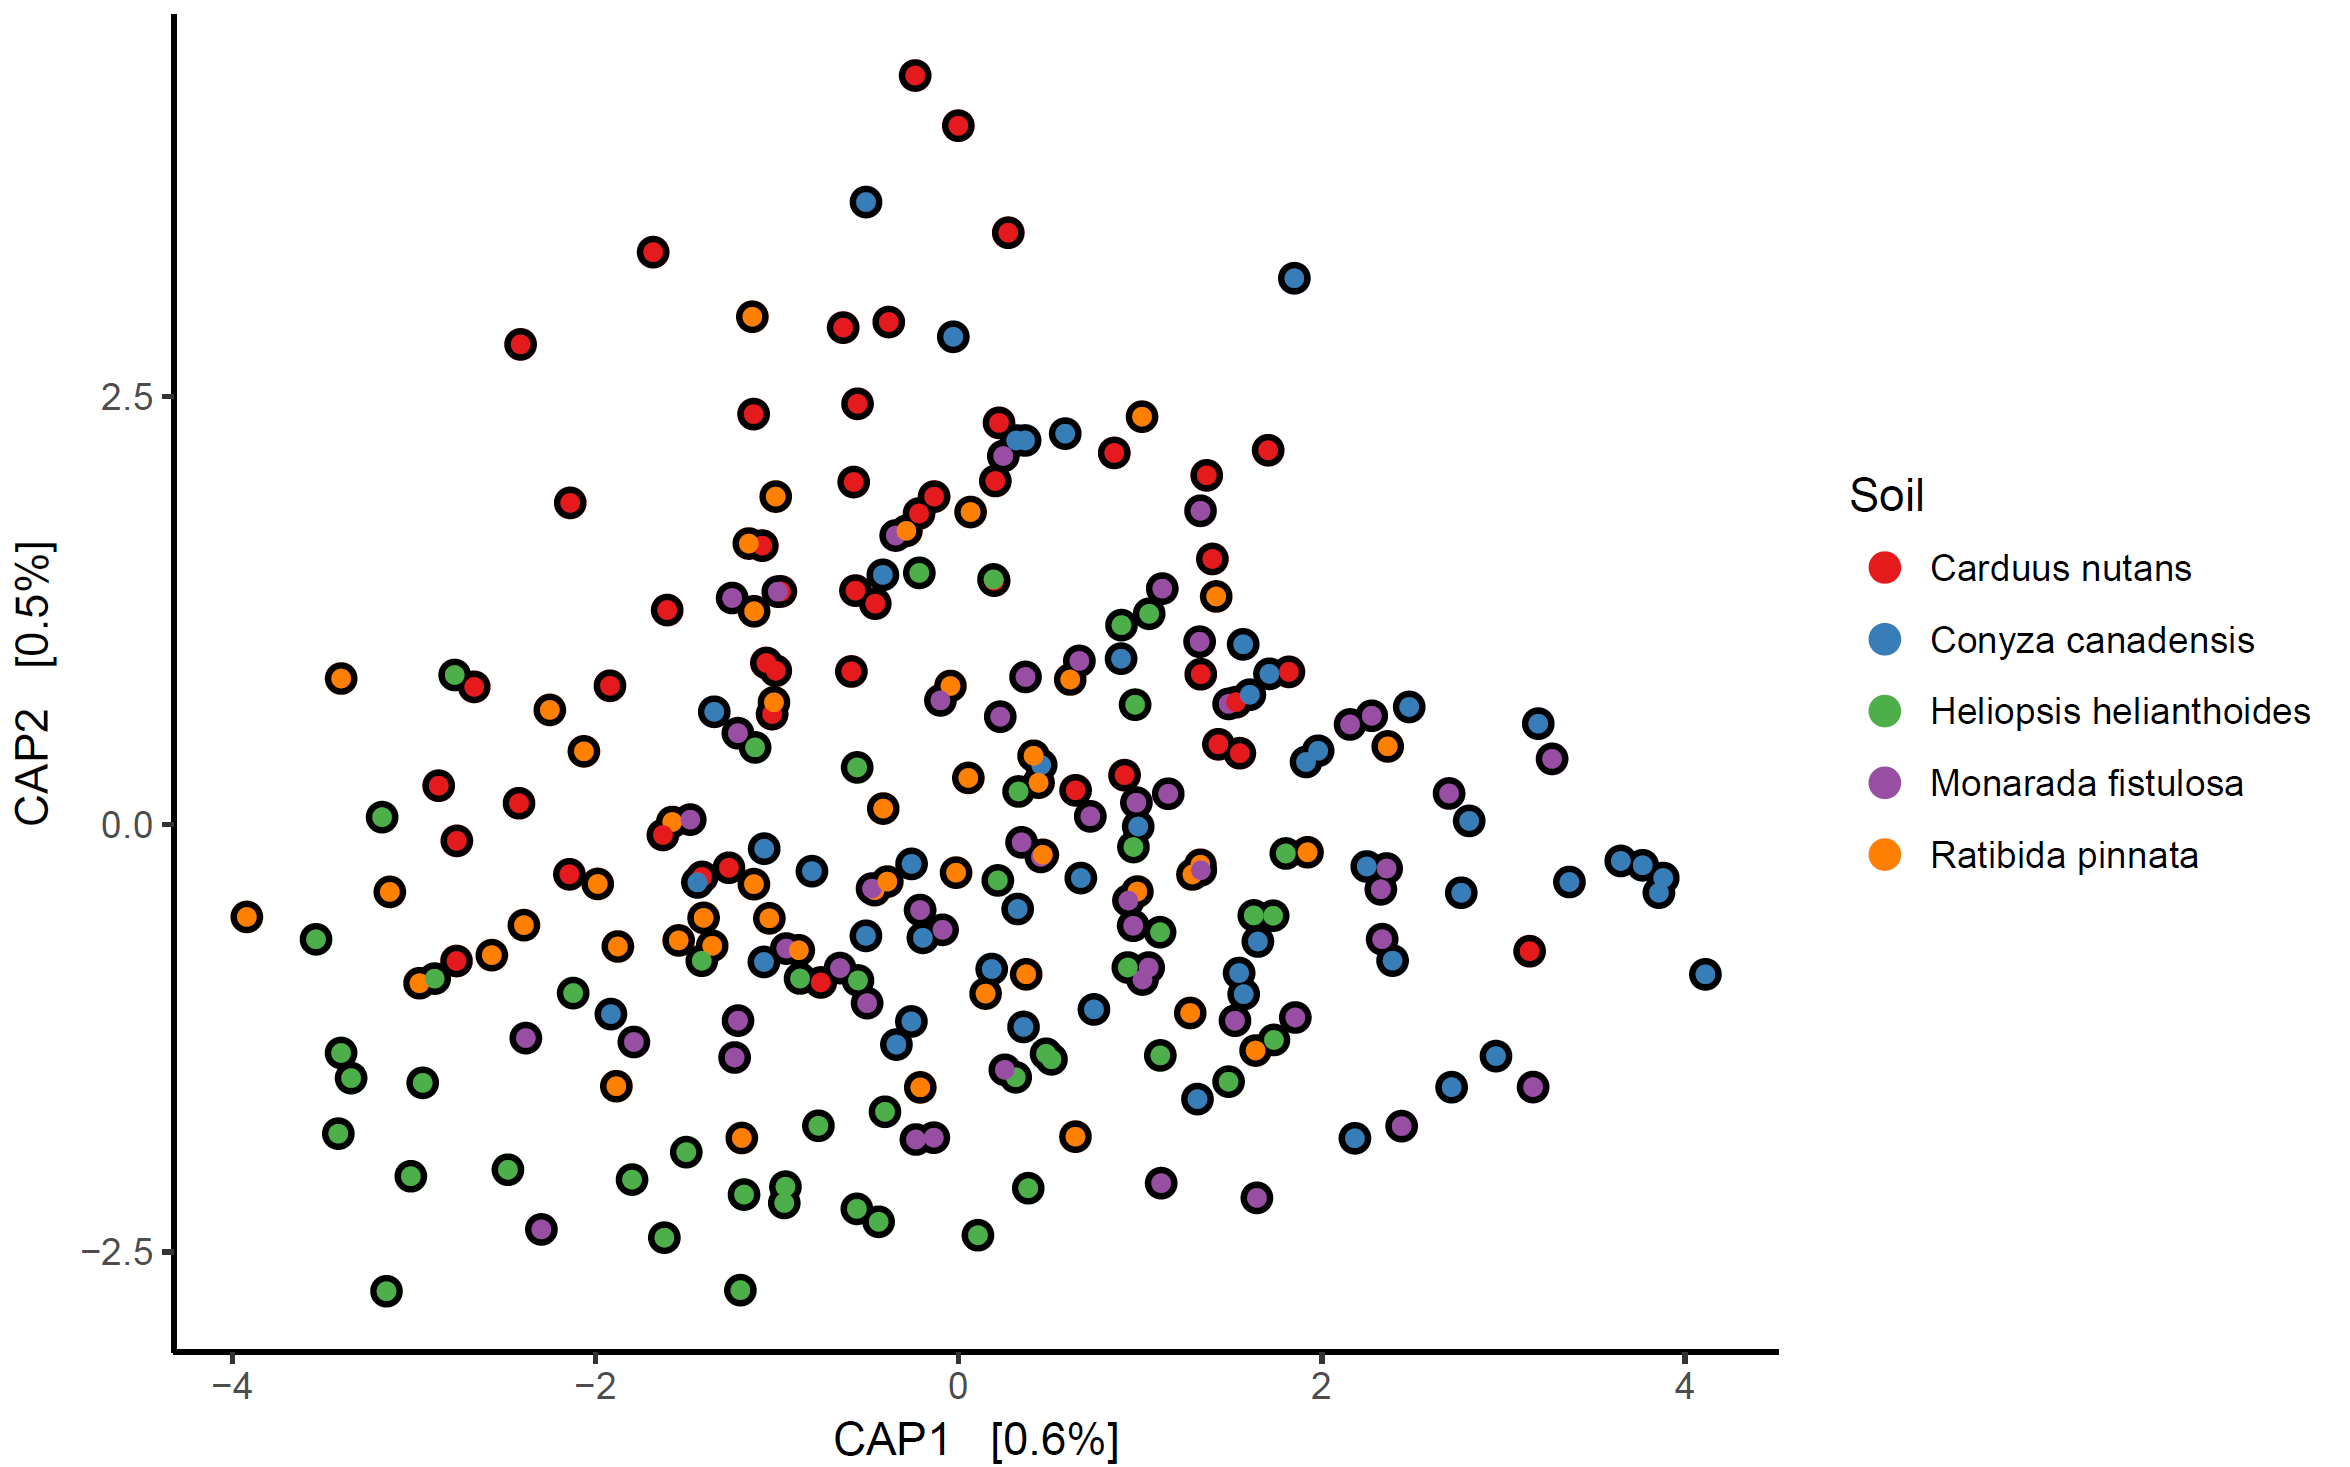 2.5
0.0
−2.5
CAP2 [0.5%]
−4 −2 0 2 4
CAP1 [0.6%]
Soil
Carduus nutans
Conyza canadensis
Heliopsis helianthoides
Monarada fistulosa
Ratibida pinnata